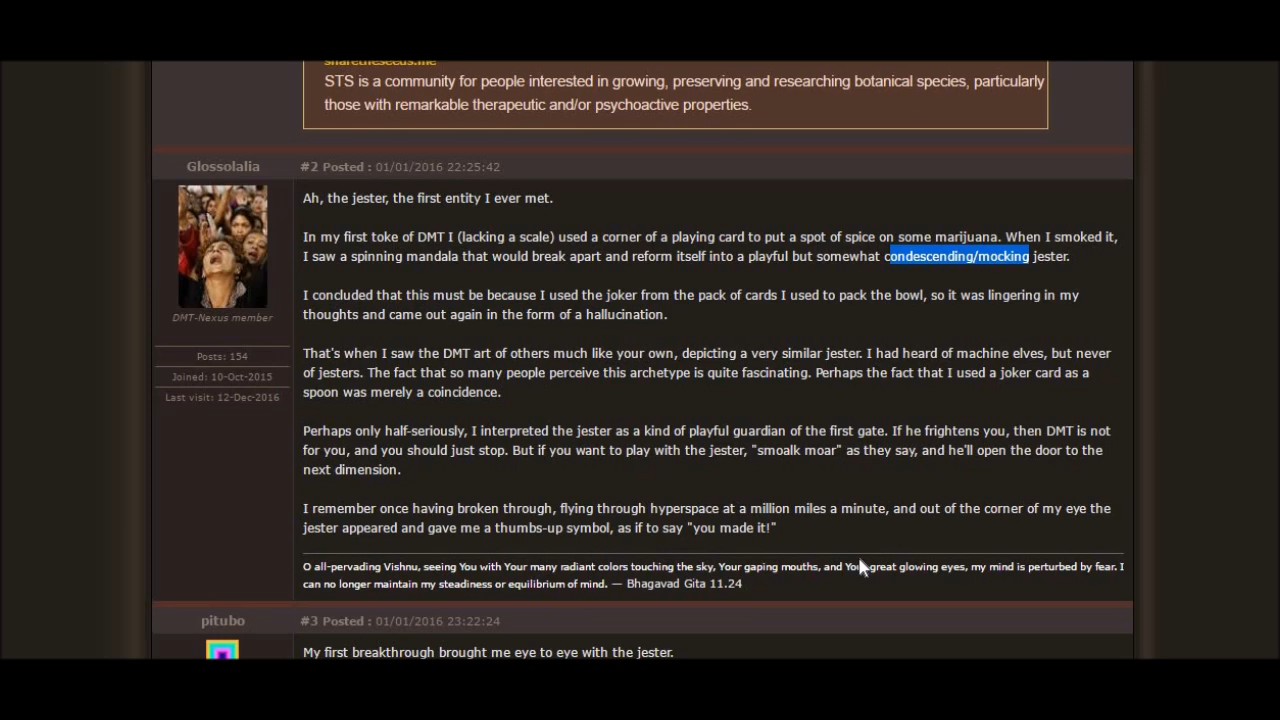 sharetheseeds.me
STS is a community for people interested in growing, preserving and researching botanical species, particularly
those with remarkable therapeutic and/or psychoactive properties.
Glossolalia
#2 Posted : 01/01/2016 22:25:42
DMT-Nexus member
Posts: 154
Joined: 10-Oct-2015
Last visit: 12-Dec-2016
Ah, the jester, the first entity I ever met.
In my first toke of DMT I (lacking a scale) used a corner of a playing card to put a spot of spice on some marijuana. When I smoked it,
I saw a spinning mandala that would break apart and reform itself into a playful but somewhat condescending/mocking jester.
I concluded that this must be because I used the joker from the pack of cards I used to pack the bowl, so it was lingering in my
thoughts and came out again in the form of a hallucination.
That's when I saw the DMT art of others much like your own, depicting a very similar jester. I had heard of machine elves, but never
of jesters. The fact that so many people perceive this archetype is quite fascinating. Perhaps the fact that I used a joker card as a
spoon was merely a coincidence.
Perhaps only half-seriously, I interpreted the jester as a kind of playful guardian of the first gate. If he frightens you, then DMT is not
for you, and you should just stop. But if you want to play with the jester, "smoalk moar" as they say, and he'll open the door to the
next dimension.
I remember once having broken through, flying through hyperspace at a million miles a minute, and out of the corner of my eye the
jester appeared and gave me a thumbs-up symbol, as if to say "you made it!"
O all-pervading Vishnu, seeing You with Your many radiant colors touching the sky, Your gaping mouths, and Your great glowing eyes, my mind is perturbed by fear. I
can no longer maintain my steadiness or equilibrium of mind. — Bhagavad Gita 11.24
pitubo
#3 Posted : 01/01/2016 23:22:24
My first breakthrough brought me eye to eye with the jester.